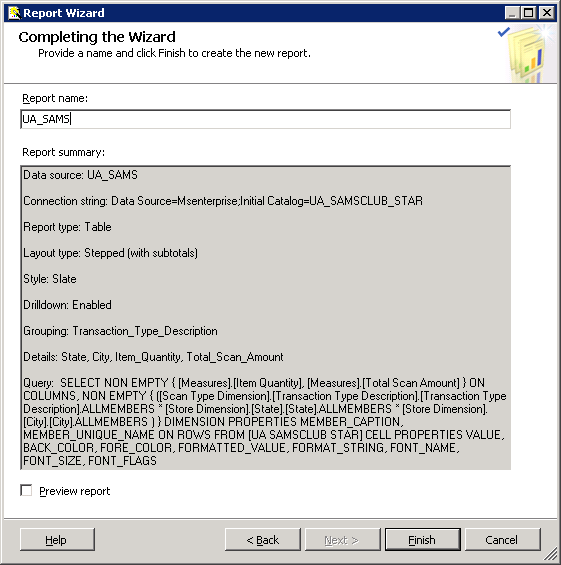 Report Wizard
Completing the Wizard
Provide a name and click Finish to create the new report.
Report name:
UA_SAMS
Report summary:
Data source: UA_SAMS
Connection string: Data Source=Msenterprise;Initial Catalog=UA_SAMSCLUB_STAR
Report type: Table
Layout type: Stepped (with subtotals)
Style: Slate
Drilldown: Enabled
Grouping: Transaction_Type_Description
Details: State, City, Item_Quantity, Total_Scan_Amount
Query:  SELECT NON EMPTY { [Measures].[Item Quantity], [Measures].[Total Scan Amount] } ON
COLUMNS, NON EMPTY { ([Scan Type Dimension].[Transaction Type Description].[Transaction Type
Description].ALLMEMBERS * [Store Dimension].[State].[State].ALLMEMBERS * [Store Dimension].
[City].[City].ALLMEMBERS ) } DIMENSION PROPERTIES MEMBER_CAPTION,
MEMBER_UNIQUE_NAME ON ROWS FROM [UA SAMSCLUB STAR] CELL PROPERTIES VALUE,
BACK_COLOR, FORE_COLOR, FORMATTED_VALUE, FORMAT_STRING, FONT_NAME,
FONT_SIZE, FONT_FLAGS
Preview report
Help
< Back
Next >
Finish
Cancel